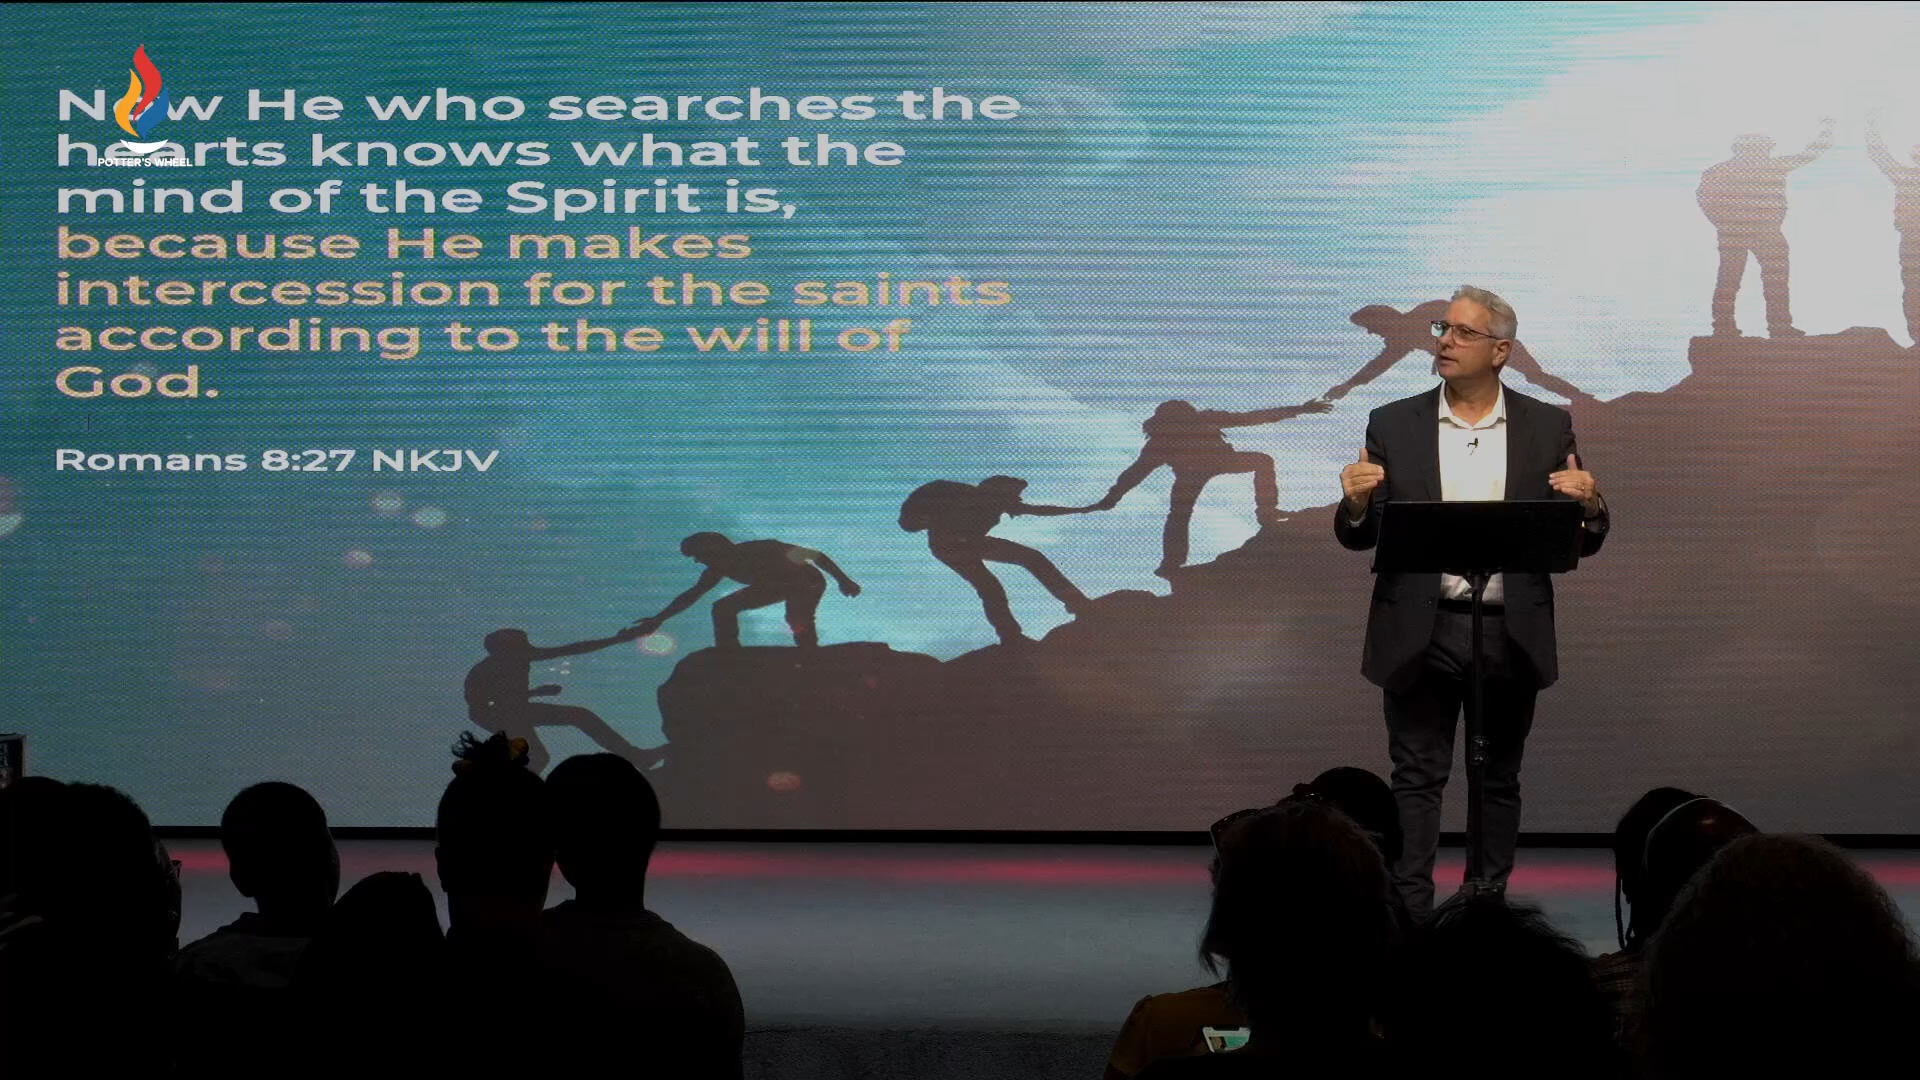 Now He who searches the
hearts knows what the
mind of the Spirit is,
because He makes
intercession for the saints
according to the will of
God.
Romans 8:27 NKJV
POTTER'S WHEEL